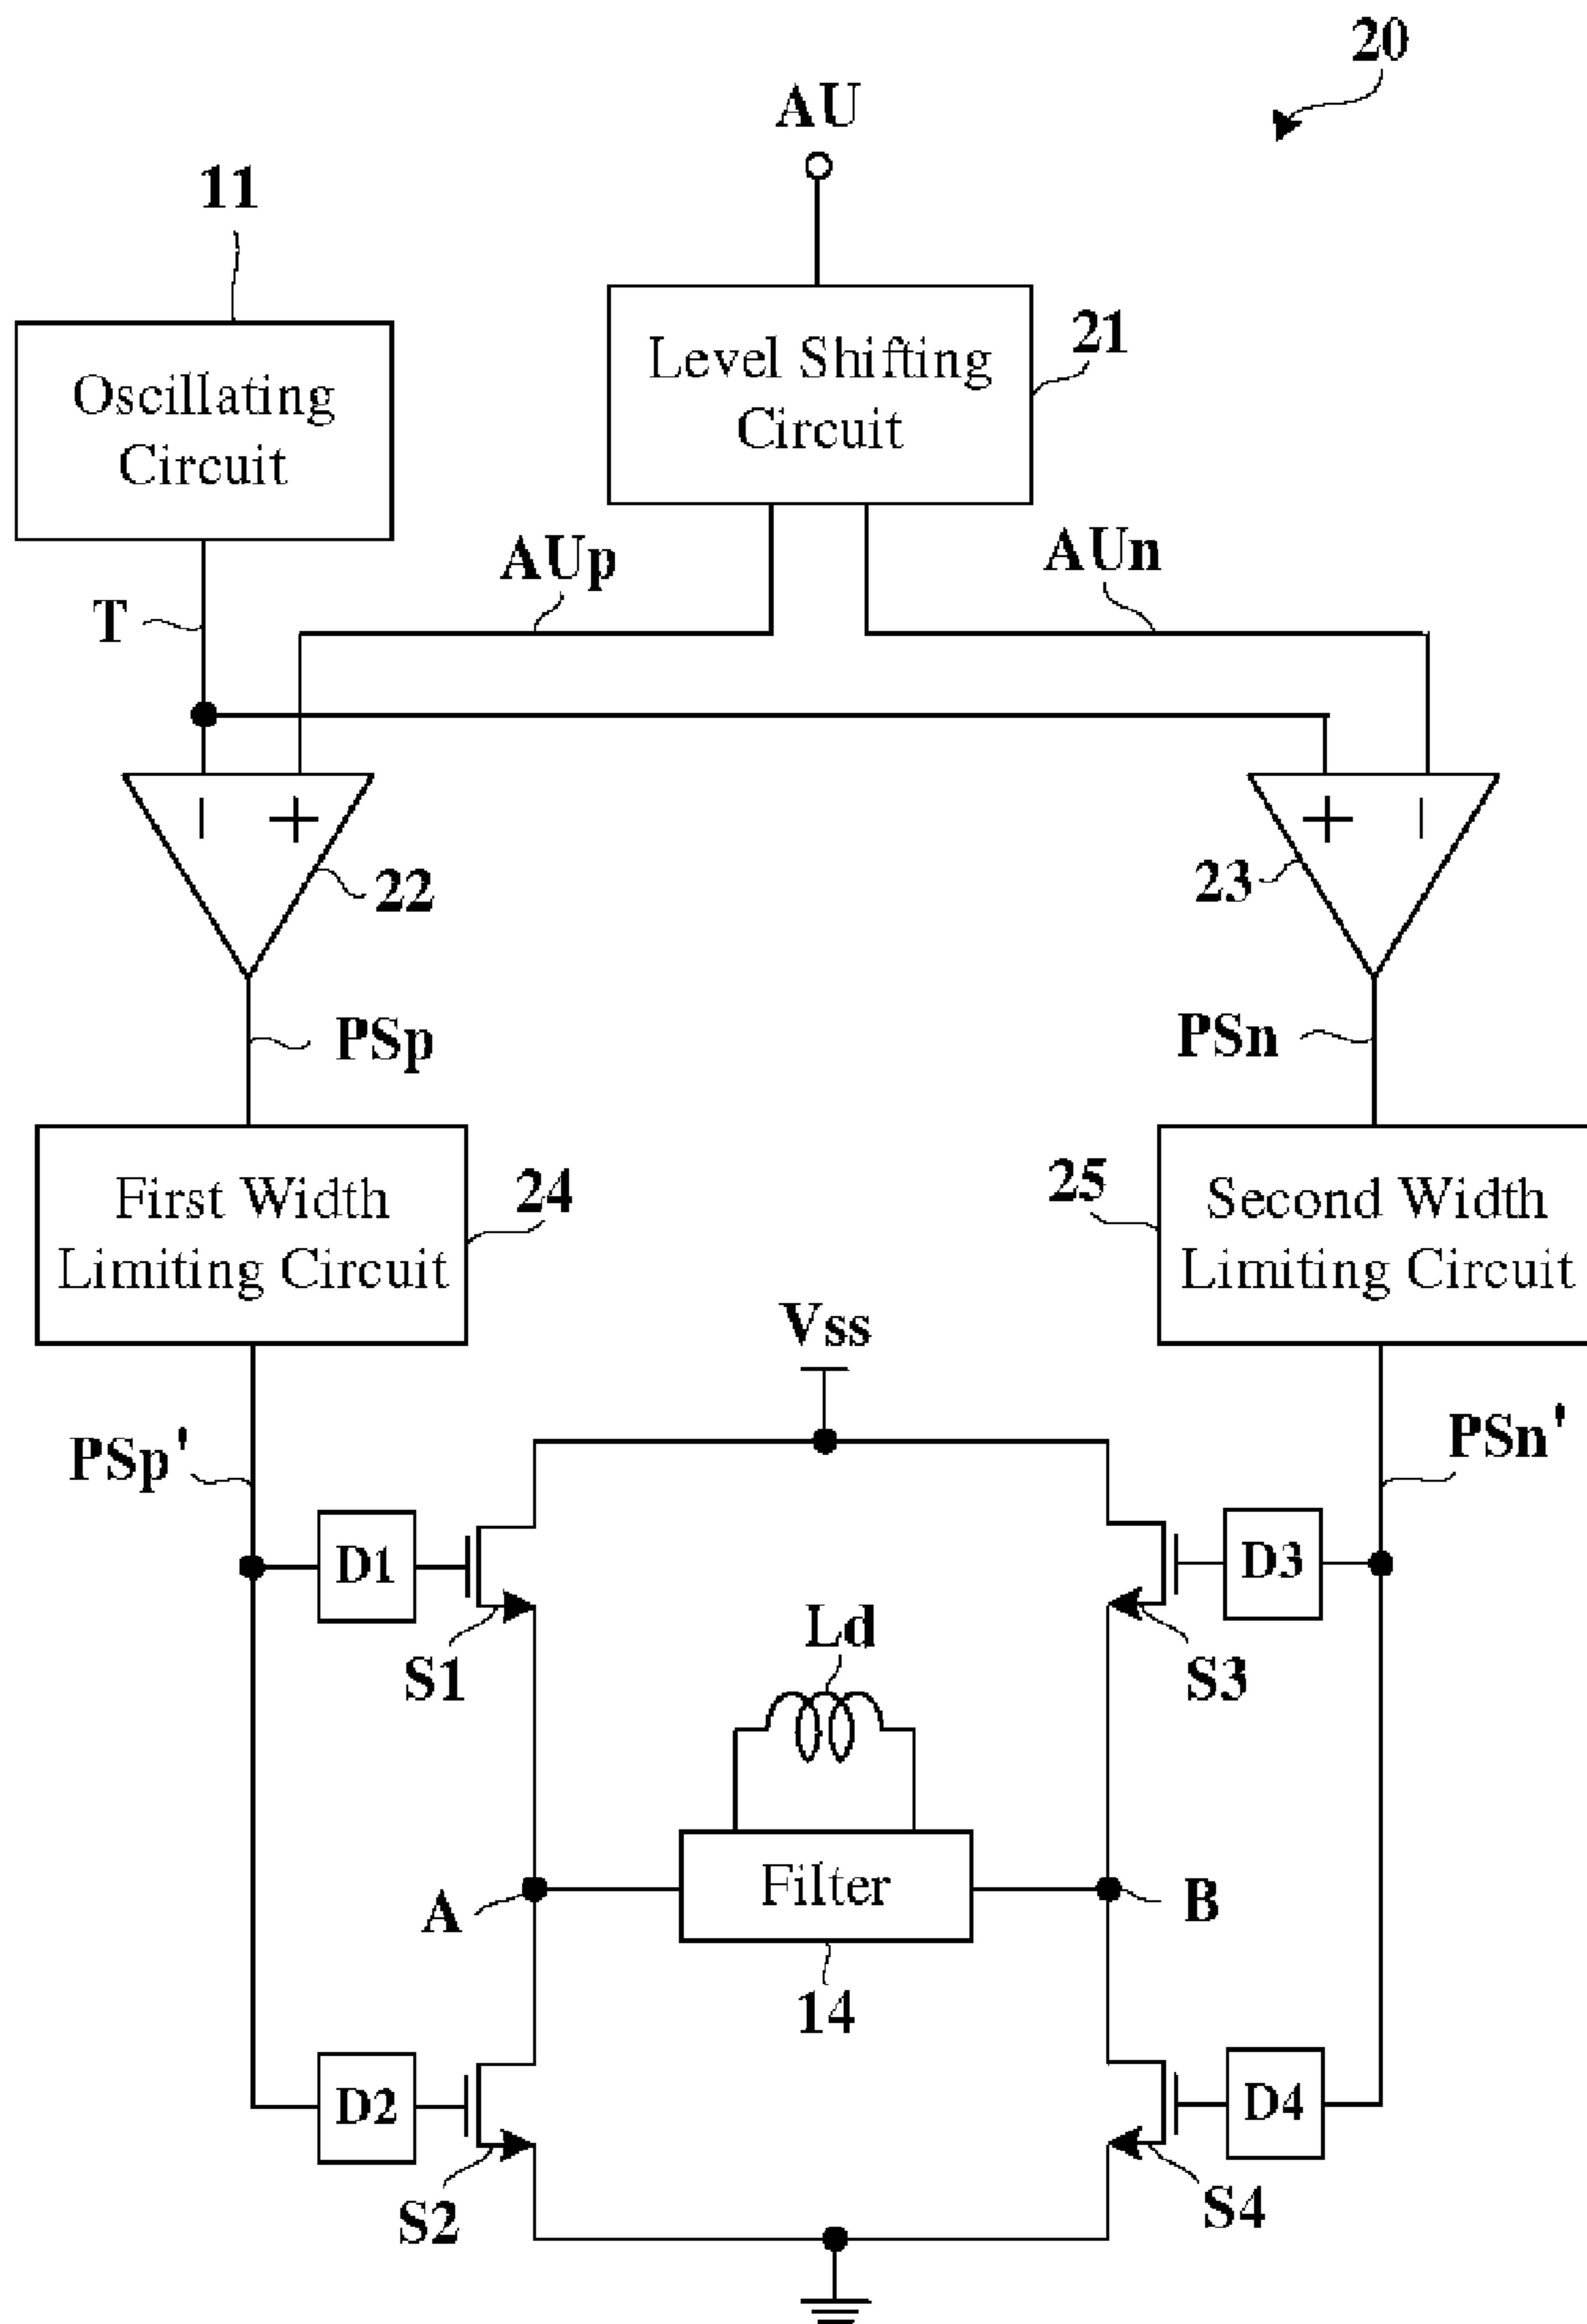 20
AU
11
Level Shifting
Circuit
21
Oscillating
Circuit
AUp
AUn
T
22
23
PSp
PSn
First Width
Limiting Circuit
24
25
Second Width
Limiting Circuit
Vss
PSp'
PSn'
D1
D3
S1
Ld
S3
A
Filter
B
14
D2
D4
S2
S4